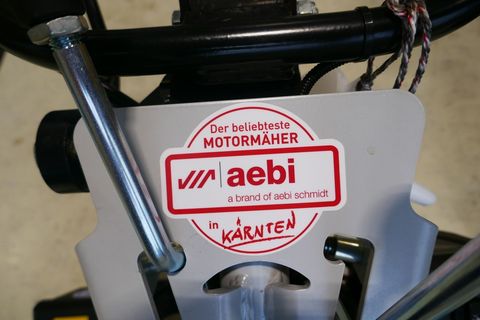 Der beliebteste
MOTORMÄHER
aebi
a brand of aebi schmidt
in
KÄRNTEN